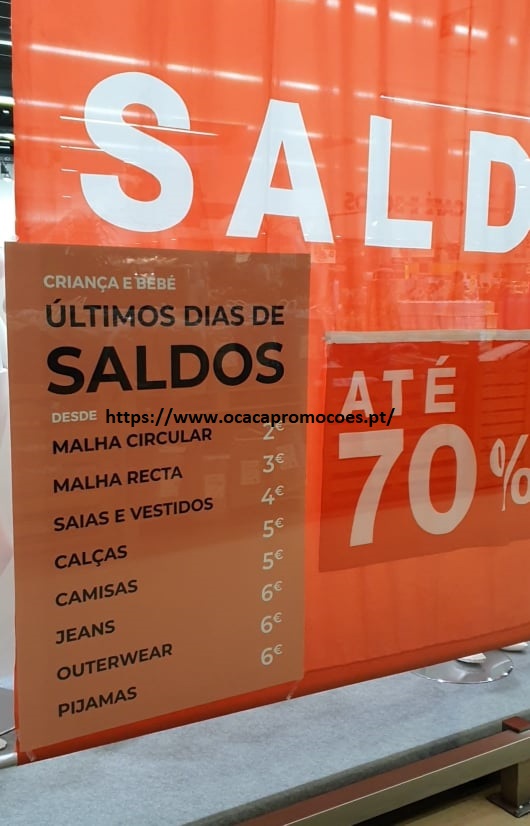 SALD
CRIANÇA E BEBÉ
ÚLTIMOS DIAS DE
SALDOS
DESDE
https://www.ocacapromocoes.pt/
MALHA CIRCULAR 2€
MALHA RECTA 3€
SAIAS E VESTIDOS 4€
CALÇAS 5€
CAMISAS 5€
JEANS 6€
OUTERWEAR 6€
PIJAMAS 6€
ATÉ
70%